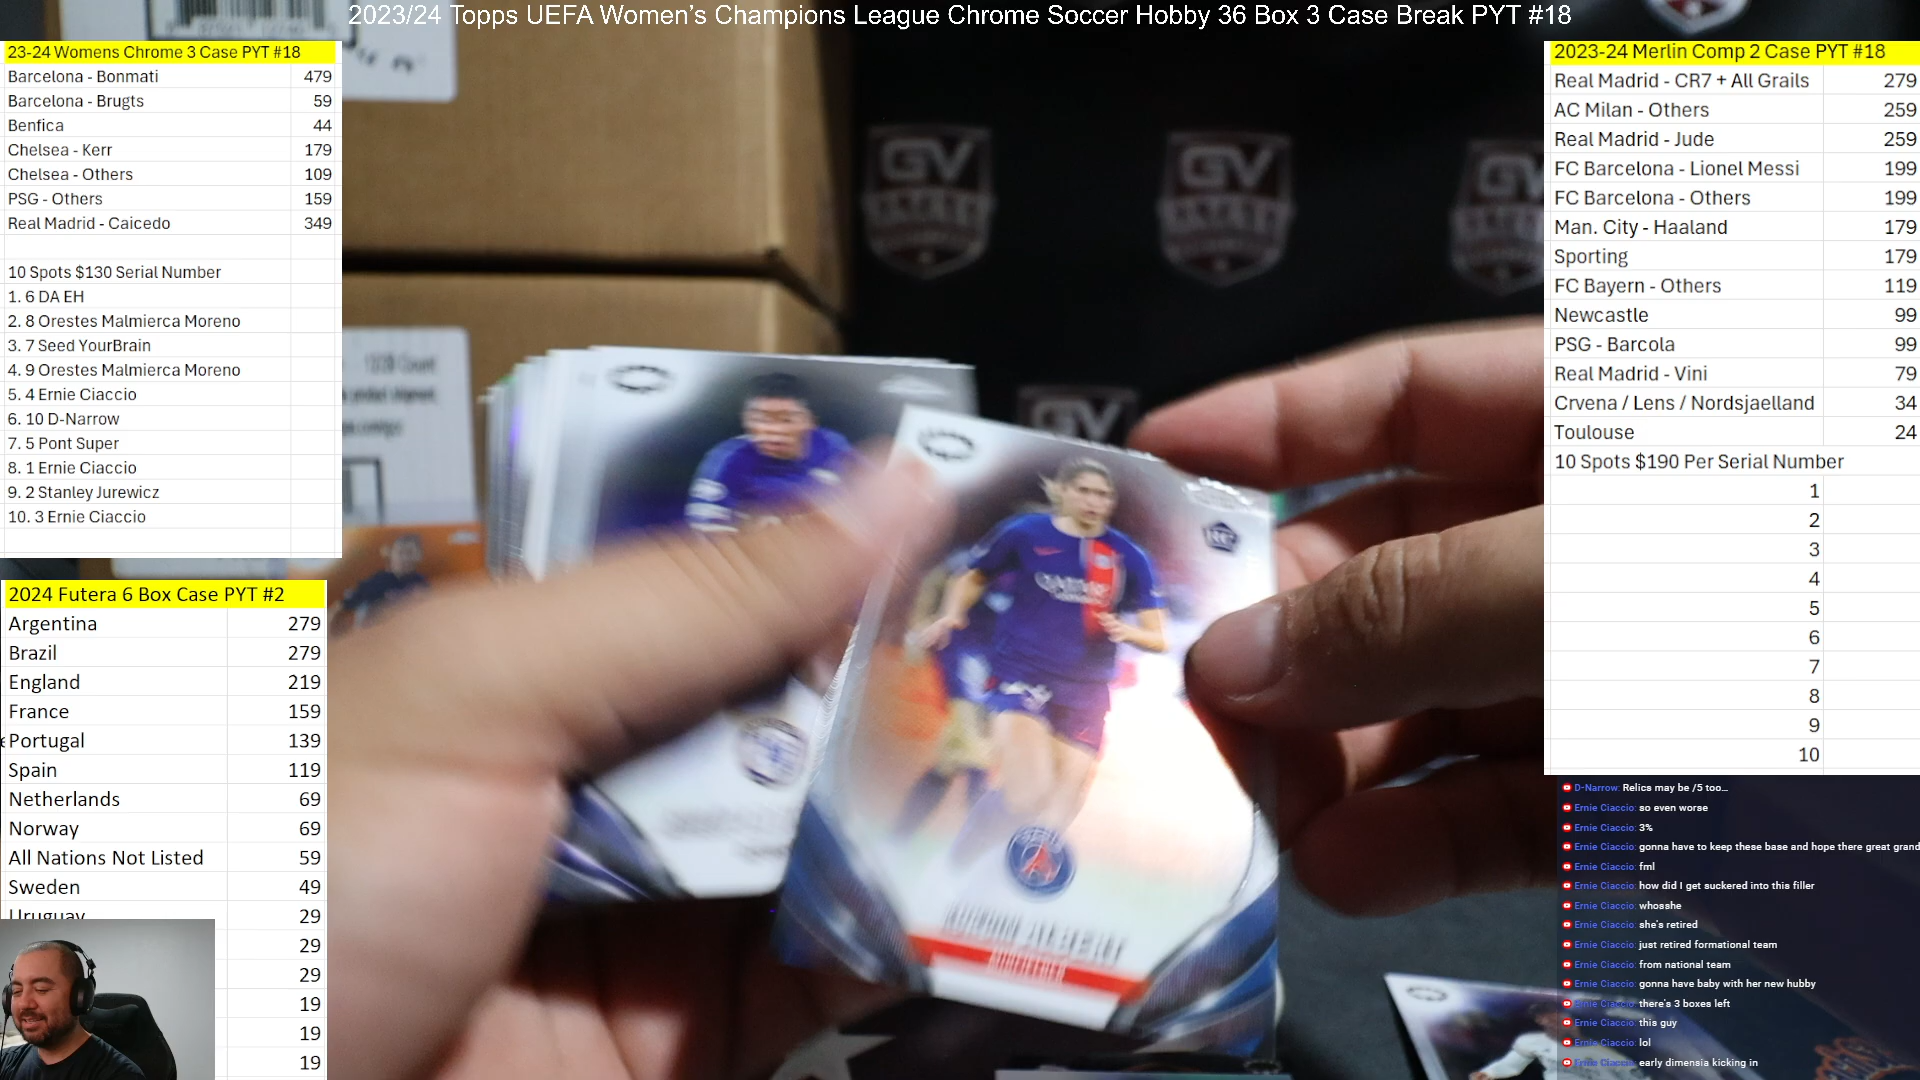 2023/24 Topps UEFA Women’s Champions League Chrome Soccer Hobby 36 Box 3 Case Break PYT #18
23-24 Womens Chrome 3 Case PYT #18
Barcelona - Bonmati 479
Barcelona - Brugts 59
Benfica 44
Chelsea - Kerr 179
Chelsea - Others 109
PSG - Others 159
Real Madrid - Caicedo 349
10 Spots $130 Serial Number
1. 6 DA EH
2. 8 Orestes Malmierca Moreno
3. 7 Seed YourBrain
4. 9 Orestes Malmierca Moreno
5. 4 Ernie Ciaccio
6. 10 D-Narrow
7. 5 Pont Super
8. 1 Ernie Ciaccio
9. 2 Stanley Jurewicz
10. 3 Ernie Ciaccio
2024 Futera 6 Box Case PYT #2
Argentina 279
Brazil 279
England 219
France 159
Portugal 139
Spain 119
Netherlands 69
Norway 69
All Nations Not Listed 59
Sweden 49
Uruguay 29
29
29
19
19
19
GV
GV
GV
GV
QATAR
2023-24 Merlin Comp 2 Case PYT #18
Real Madrid - CR7 + All Grails 279
AC Milan - Others 259
Real Madrid - Jude 259
FC Barcelona - Lionel Messi 199
FC Barcelona - Others 199
Man. City - Haaland 179
Sporting 179
FC Bayern - Others 119
Newcastle 99
PSG - Barcola 99
Real Madrid - Vini 79
Crvena / Lens / Nordsjaelland 34
Toulouse 24
10 Spots $190 Per Serial Number
1
2
3
4
5
6
7
8
9
10
D-Narrow: Relics may be /5 too...
Ernie Ciaccio: so even worse
Ernie Ciaccio: 3%
Ernie Ciaccio: gonna have to keep these base and hope there great grand
Ernie Ciaccio: fml
Ernie Ciaccio: how did I get suckered into this filler
Ernie Ciaccio: whosshe
Ernie Ciaccio: she's retired
Ernie Ciaccio: just retired formational team
Ernie Ciaccio: from national team
Ernie Ciaccio: gonna have baby with her new hubby
Ernie Ciaccio: there's 3 boxes left
Ernie Ciaccio: this guy
Ernie Ciaccio: lol
Ernie Ciaccio: early dimensia kicking in